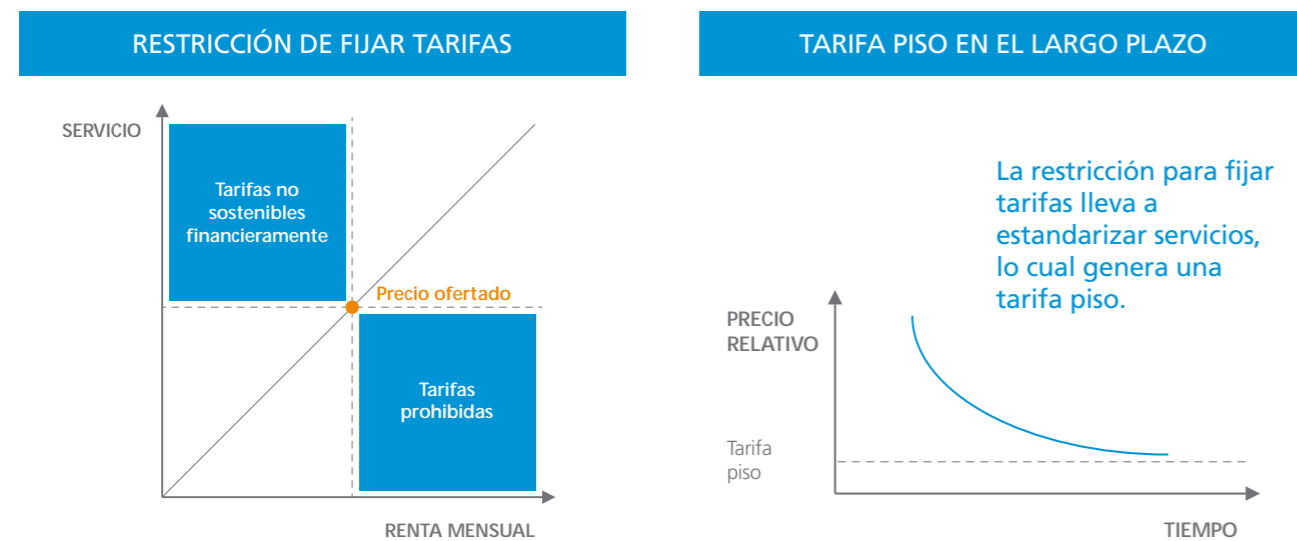 RESTRICCIÓN DE FIJAR TARIFAS
SERVICIO
Tarifas no
sostenibles
financieramente
Precio ofertado
Tarifas
prohibidas
RENTA MENSUAL
TARIFA PISO EN EL LARGO PLAZO
La restricción para fijar
tarifas lleva a
estandarizar servicios,
lo cual genera una
tarifa piso.
PRECIO
RELATIVO
Tarifa
piso
TIEMPO